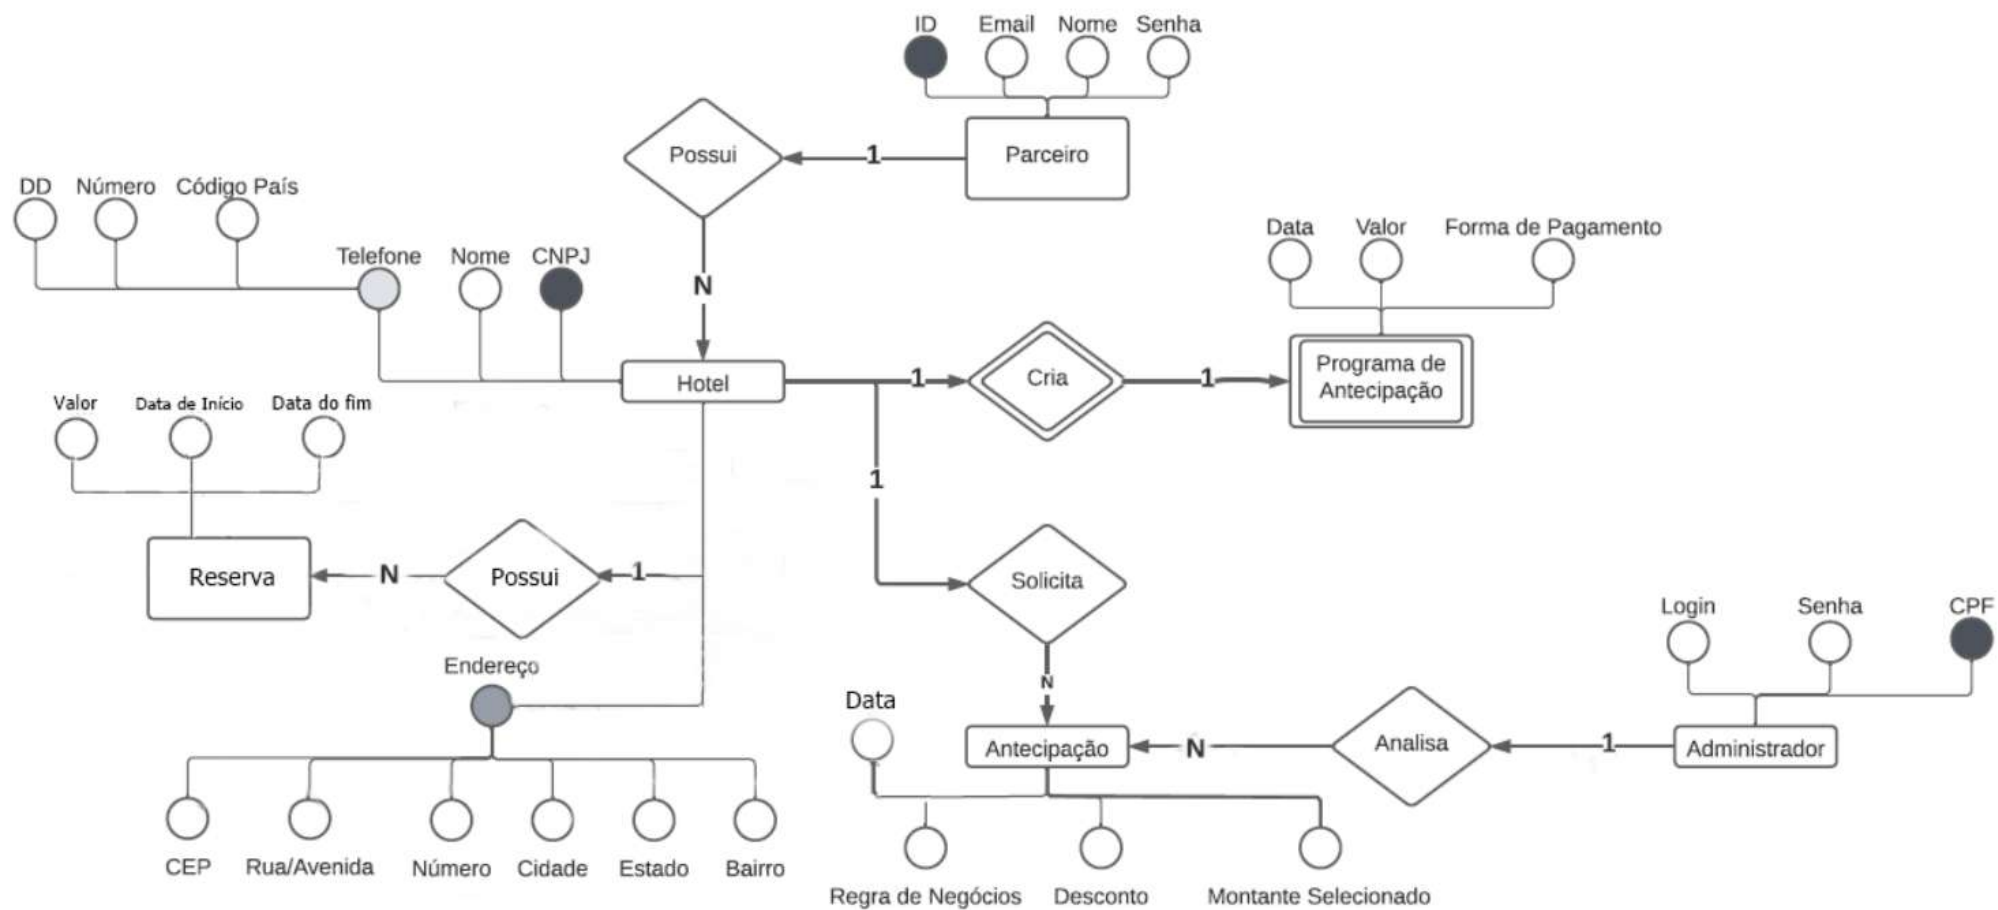 ID Email Nome Senha
Possui 1 Parceiro
DD Número Código País
Data Valor Forma de Pagamento
Telefone Nome CNPJ
N
Programa de
Antecipação
Hotel 1 Cria 1
Valor Data de Início Data do fim
1
Reserva N Possui 1
Solicita
Login Senha CPF
Endereço
N
Data
Antecipação N Analisa 1 Administrador
CEP Rua/Avenida Número Cidade Estado Bairro
Regra de Negócios Desconto Montante Selecionado